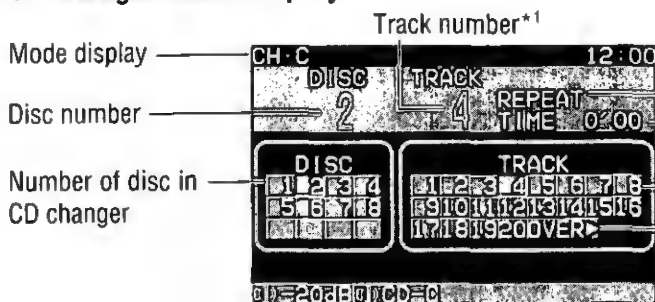 Track number*1
Mode display
CH·C 12:00
DISC TRACK
Disc number
2 4 REPEAT
TIME 0'00
Number of disc in
CD changer
DISC TRACK
1 2 3 4 1 2 3 4 5 6 7 8
5 6 7 8 9 10 11 12 13 14 15 16
17 18 19 20 OVER▶